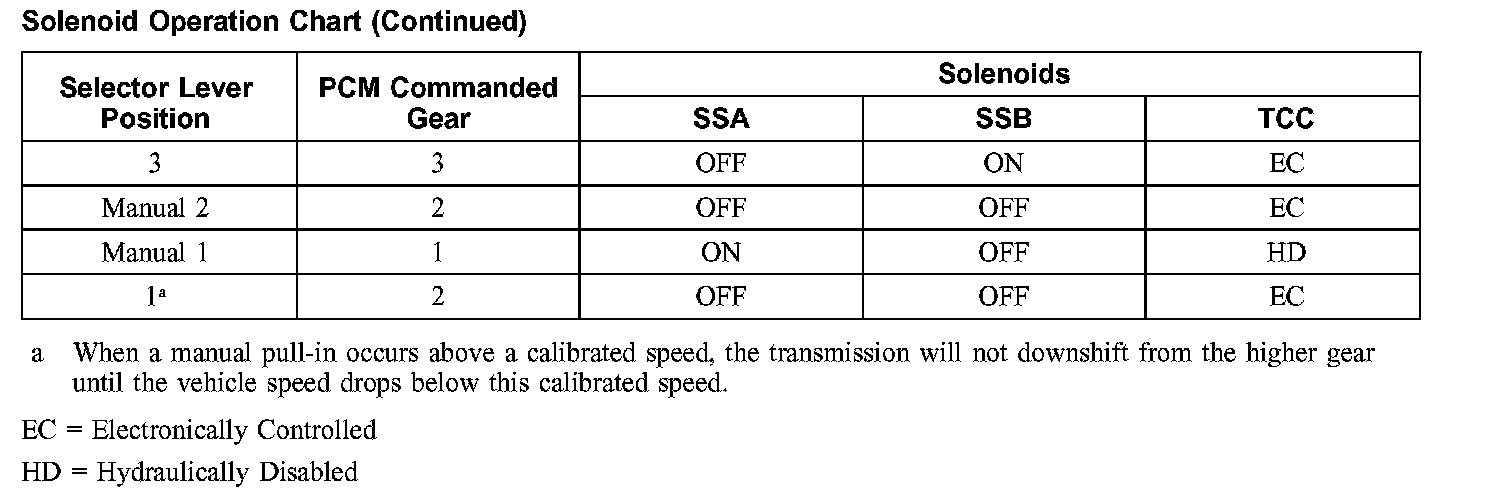 Solenoid Operation Chart (Continued)
Selector Lever Position PCM Commanded Gear Solenoids
SSA SSB TCC
3 3 OFF ON EC
Manual 2 2 OFF OFF EC
Manual 1 1 ON OFF HD
1a 2 OFF OFF EC
a When a manual pull-in occurs above a calibrated speed, the transmission will not downshift from the higher gear
until the vehicle speed drops below this calibrated speed.
EC = Electronically Controlled
HD = Hydraulically Disabled